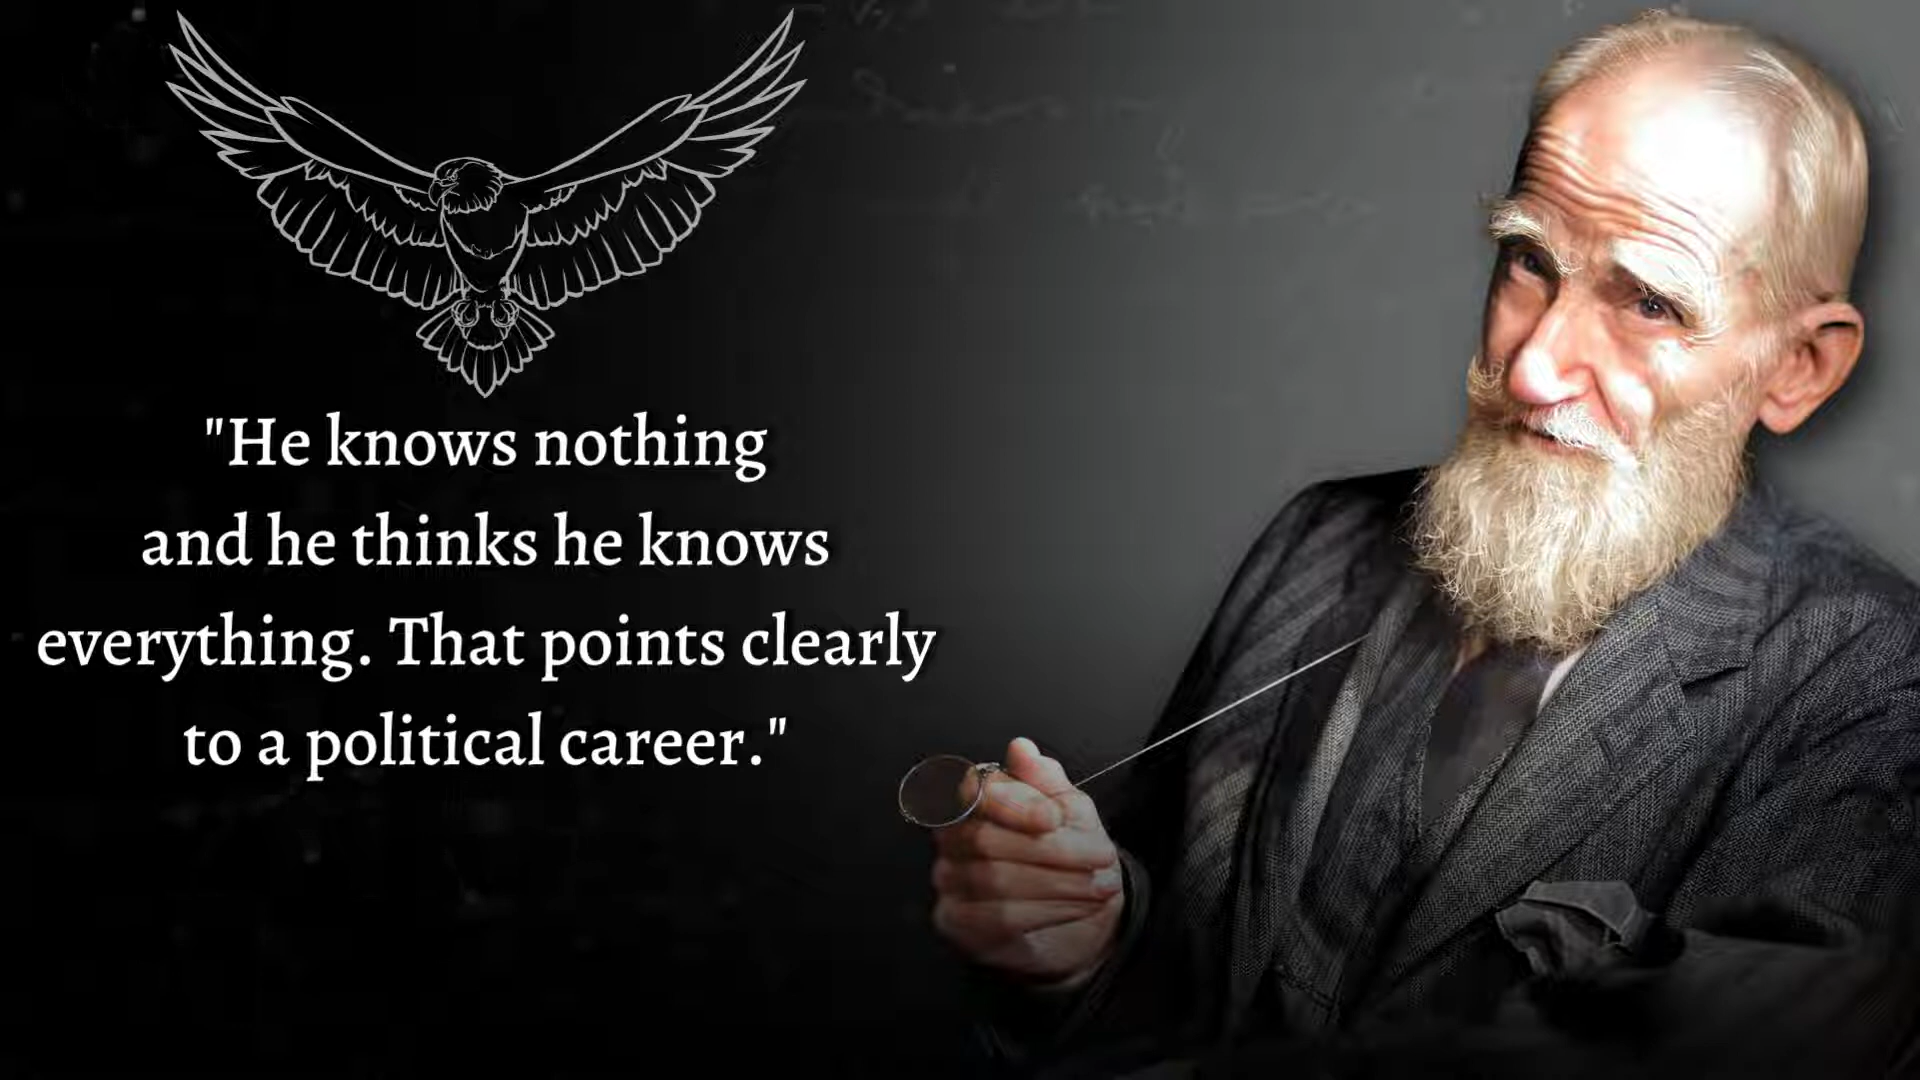 "He knows nothing
and he thinks he knows
everything. That points clearly
to a political career."